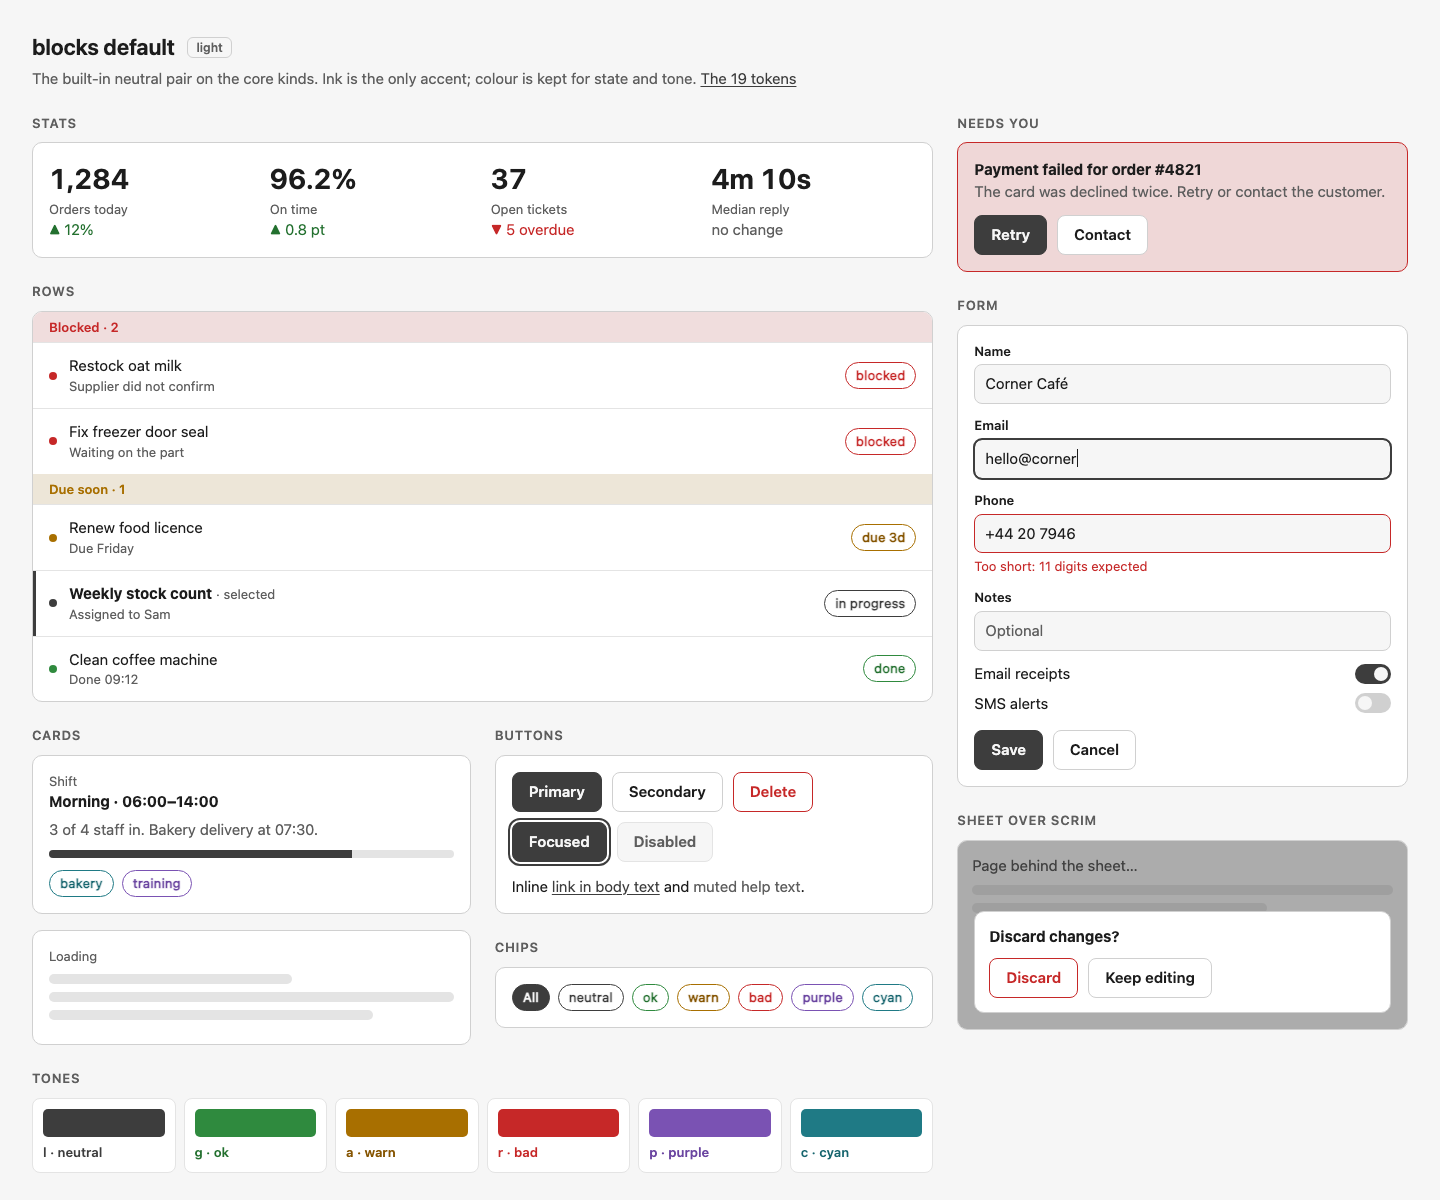 blocks default light
The built-in neutral pair on the core kinds. Ink is the only accent; colour is kept for state and tone. The 19 tokens
STATS
1,284
Orders today
▲ 12%
96.2%
On time
▲ 0.8 pt
37
Open tickets
▼ 5 overdue
4m 10s
Median reply
no change
ROWS
Blocked · 2
Restock oat milk
Supplier did not confirm
blocked
Fix freezer door seal
Waiting on the part
blocked
Due soon · 1
Renew food licence
Due Friday
due 3d
Weekly stock count · selected
Assigned to Sam
in progress
Clean coffee machine
Done 09:12
done
CARDS
Shift
Morning · 06:00–14:00
3 of 4 staff in. Bakery delivery at 07:30.
bakery training
Loading
BUTTONS
Primary Secondary Delete
Focused Disabled
Inline link in body text and muted help text.
CHIPS
All neutral ok warn bad purple cyan
TONES
l · neutral
g · ok
a · warn
r · bad
p · purple
c · cyan
NEEDS YOU
Payment failed for order #4821
The card was declined twice. Retry or contact the customer.
Retry Contact
FORM
Name
Corner Café
Email
hello@corner
Phone
+44 20 7946
Too short: 11 digits expected
Notes
Optional
Email receipts
SMS alerts
Save Cancel
SHEET OVER SCRIM
Page behind the sheet…
Discard changes?
Discard Keep editing